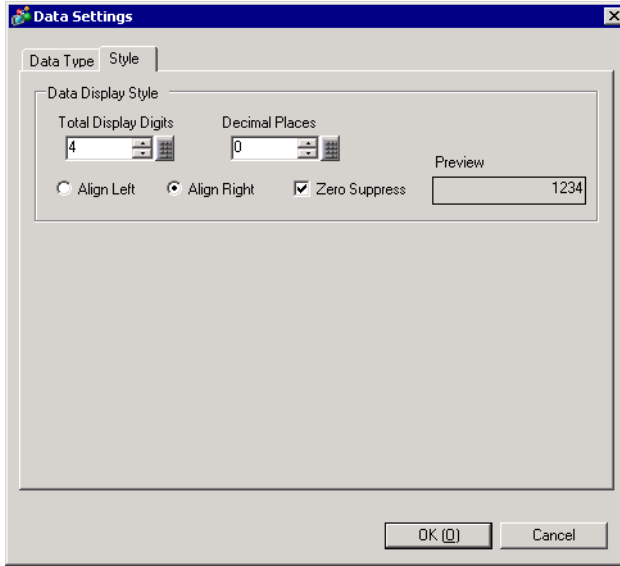 Data Settings
Data Type Style
Data Display Style
Total Display Digits Decimal Places
4 0
Preview
Align Left Align Right Zero Suppress 1234
OK (O) Cancel